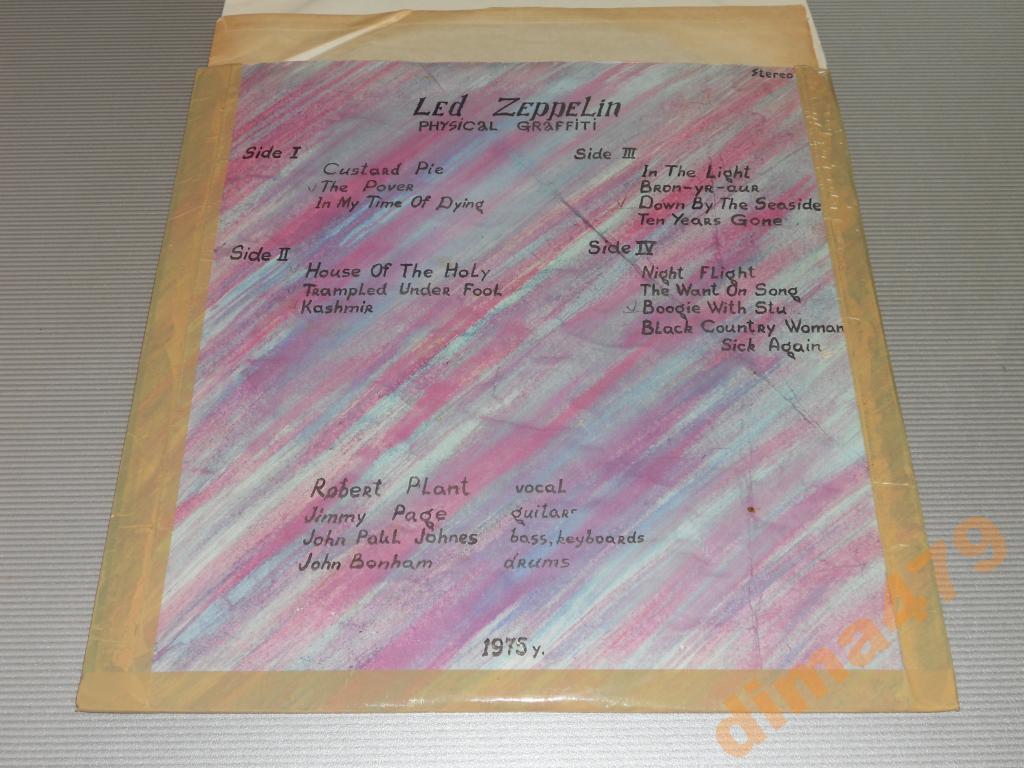 Stereo
Led Zeppelin
PHYSICAL GRAFFITI
Side I
Custard Pie
The Pover
In My Time Of Dying
Side II
House Of The Holy
Trampled Under Foot
Kashmir
Side III
In The Light
Bron-yr-aur
Down By The Seaside
Ten Years Gone
Side IV
Night Flight
The Want On Song
Boogie With Stu
Black Country Woman
Sick Again
Robert Plant vocal
Jimmy Page guitar
John Paul Johnes bass, keyboards
John Bonham drums
1975 y.
dima479